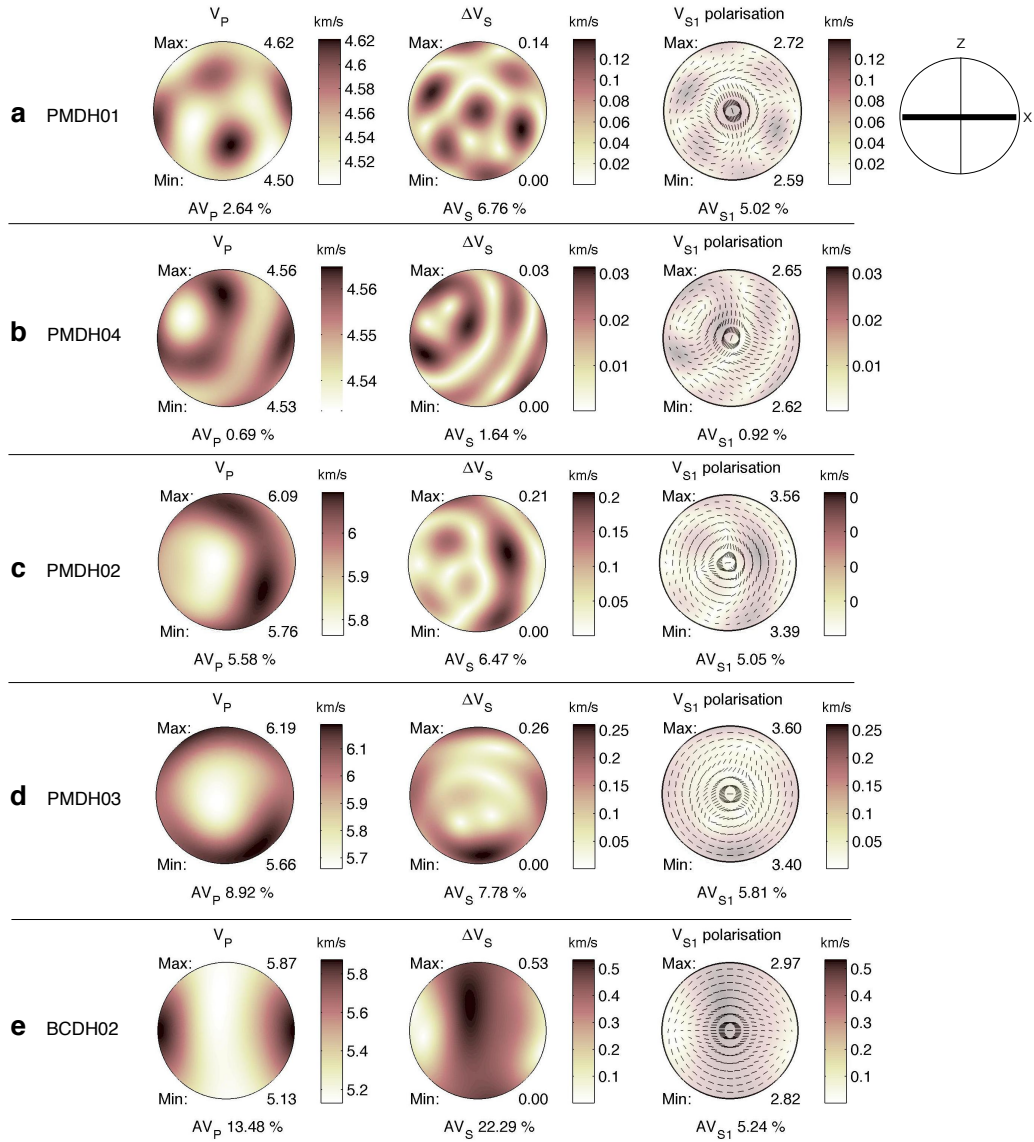 V_P ΔV_S V_S1 polarisation
km/s km/s km/s
Max: 4.62 Max: 0.14 Max: 2.72
4.62
4.6
4.58
4.56
4.54
4.52
0.12
0.10
0.08
0.06
0.04
0.02
0.12
0.10
0.08
0.06
0.04
0.02
Z
X
a PMDH01
Min: 4.50 Min: 0.00 Min: 2.59
AV_P 2.64 % AV_S 6.76 % AV_S1 5.02 %
V_P ΔV_S V_S1 polarisation
km/s km/s km/s
Max: 4.56 Max: 0.03 Max: 2.65
4.56
4.55
4.54
0.03
0.02
0.01
0.03
0.02
0.01
b PMDH04
Min: 4.53 Min: 0.00 Min: 2.62
AV_P 0.69 % AV_S 1.64 % AV_S1 0.92 %
V_P ΔV_S V_S1 polarisation
km/s km/s km/s
Max: 6.09 Max: 0.21 Max: 3.56
6
5.9
5.8
0.2
0.15
0.10
0.05
0
0
0
0
c PMDH02
Min: 5.76 Min: 0.00 Min: 3.39
AV_P 5.58 % AV_S 6.47 % AV_S1 5.05 %
V_P ΔV_S V_S1 polarisation
km/s km/s km/s
Max: 6.19 Max: 0.26 Max: 3.60
6.1
6
5.9
5.8
5.7
0.25
0.20
0.15
0.10
0.05
0.25
0.20
0.15
0.10
0.05
d PMDH03
Min: 5.66 Min: 0.00 Min: 3.40
AV_P 8.92 % AV_S 7.78 % AV_S1 5.81 %
V_P ΔV_S V_S1 polarisation
km/s km/s km/s
Max: 5.87 Max: 0.53 Max: 2.97
5.8
5.6
5.4
5.2
0.5
0.4
0.3
0.2
0.1
0.5
0.4
0.3
0.2
0.1
e BCDH02
Min: 5.13 Min: 0.00 Min: 2.82
AV_P 13.48 % AV_S 22.29 % AV_S1 5.24 %